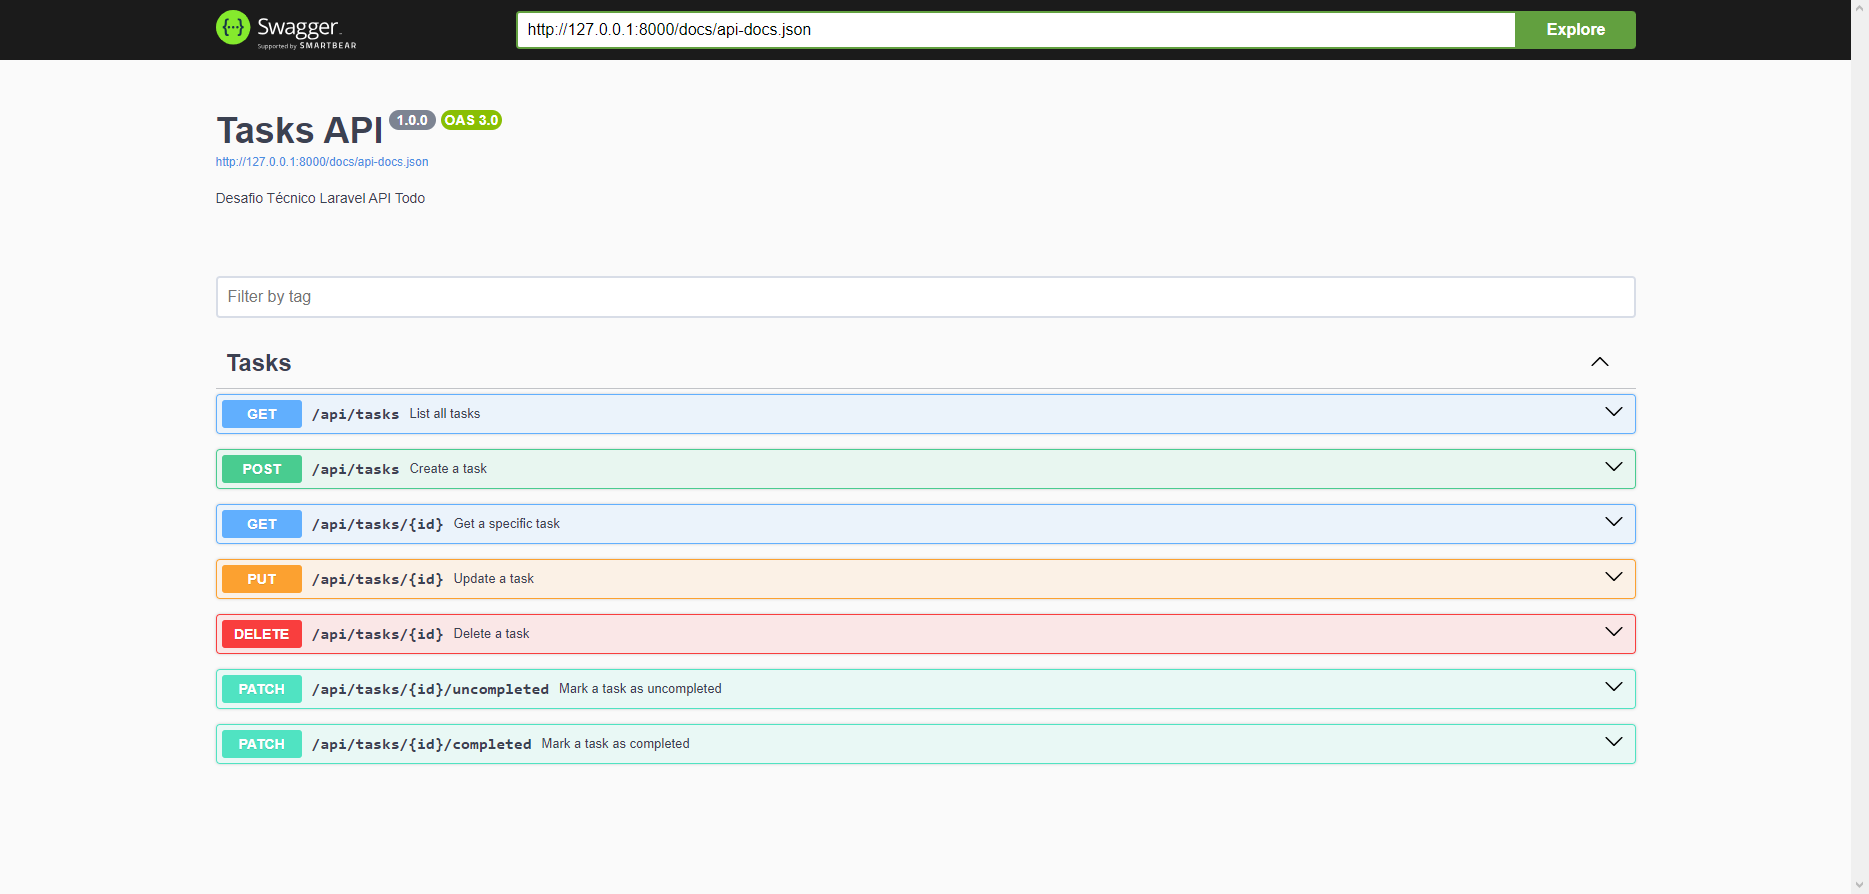 {...} Swagger.
Supported by SMARTBEAR
http://127.0.0.1:8000/docs/api-docs.json
Explore
Tasks API 1.0.0 OAS 3.0
http://127.0.0.1:8000/docs/api-docs.json
Desafio Técnico Laravel API Todo
Filter by tag
Tasks
GET /api/tasks List all tasks
POST /api/tasks Create a task
GET /api/tasks/{id} Get a specific task
PUT /api/tasks/{id} Update a task
DELETE /api/tasks/{id} Delete a task
PATCH /api/tasks/{id}/uncompleted Mark a task as uncompleted
PATCH /api/tasks/{id}/completed Mark a task as completed